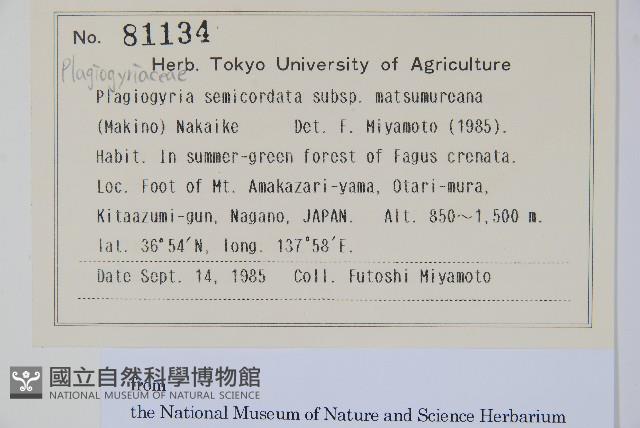 No. 81134
Plagiogyriaceae
Herb. Tokyo University of Agriculture
Plagiogyria semicordata subsp. matsumureana
(Makino) Nakaike Det. F. Miyamoto (1985).
Habit. In summer-green forest of Fagus crenata.
Loc. Foot of Mt. Amakazari-yama, Otari-mura,
Kitaazumi-gun, Nagano, JAPAN. Alt. 850~1,500 m.
lat. 36°54′N, long. 137°58′E.
Date Sept. 14, 1985 Coll. Futoshi Miyamoto
國立自然科學博物館
NATIONAL MUSEUM OF NATURAL SCIENCE
from
the National Museum of Nature and Science Herbarium